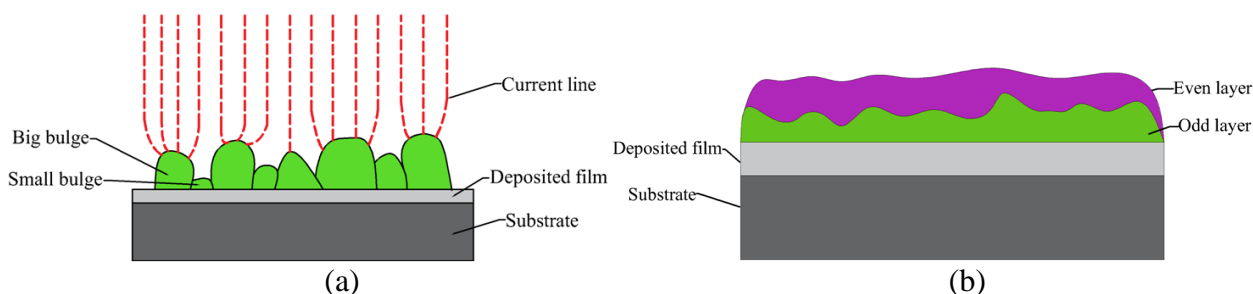 Current line
Big bulge
Small bulge
Deposited film
Substrate
(a)
Even layer
Odd layer
Deposited film
Substrate
(b)